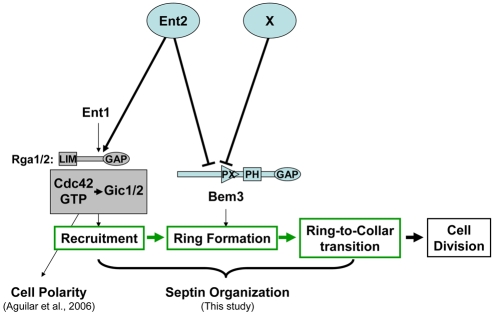 Ent2
X
Ent1
Rga1/2: LIM GAP
PX PH GAP
Cdc42
GTP
Gic1/2
Bem3
Recruitment
Ring Formation
Ring-to-Collar
transition
Cell
Division
Cell Polarity
(Aguilar et al., 2006)
Septin Organization
(This study)